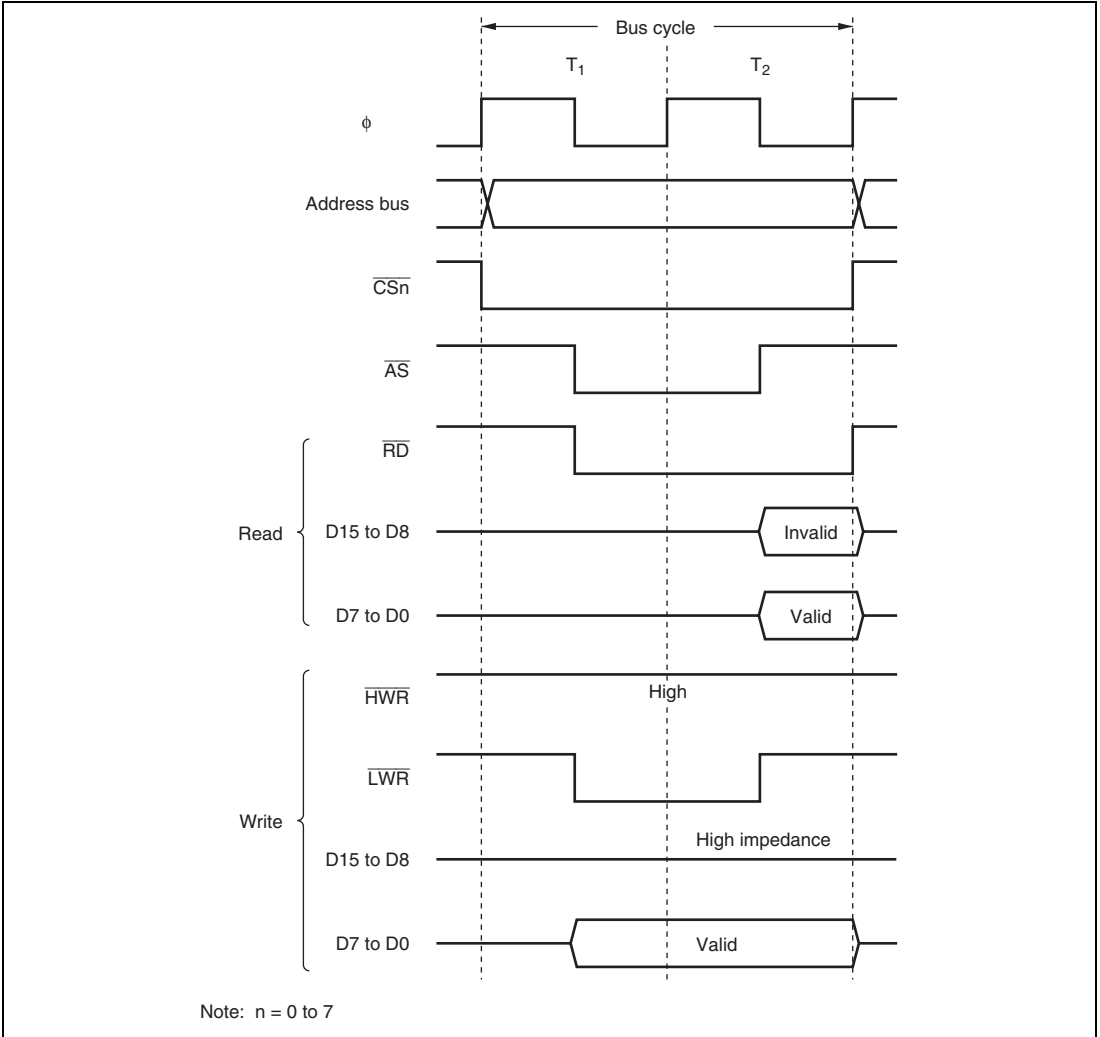 Bus cycle
T1 T2
φ
Address bus
CSn
AS
RD
Read D15 to D8 Invalid
D7 to D0 Valid
HWR High
LWR
Write
D15 to D8 High impedance
D7 to D0 Valid
Note: n = 0 to 7